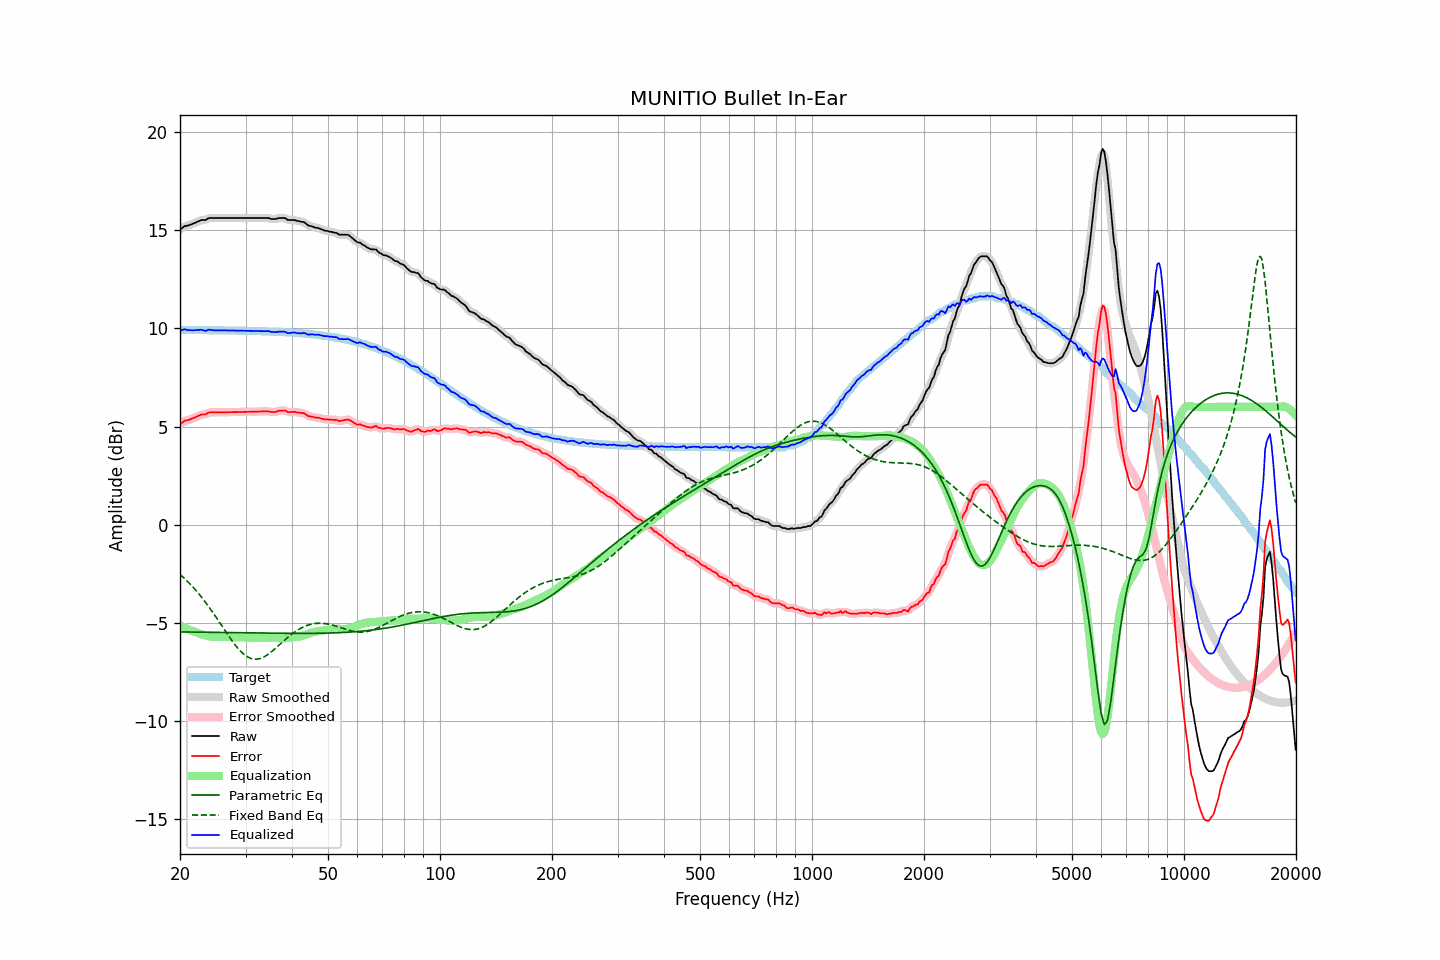 MUNITIO Bullet In-Ear
Amplitude (dBr)
20
15
10
5
0
−5
−10
−15
Target
Raw Smoothed
Error Smoothed
Raw
Error
Equalization
Parametric Eq
Fixed Band Eq
Equalized
20 50 100 200 500 1000 2000 5000 10000 20000
Frequency (Hz)